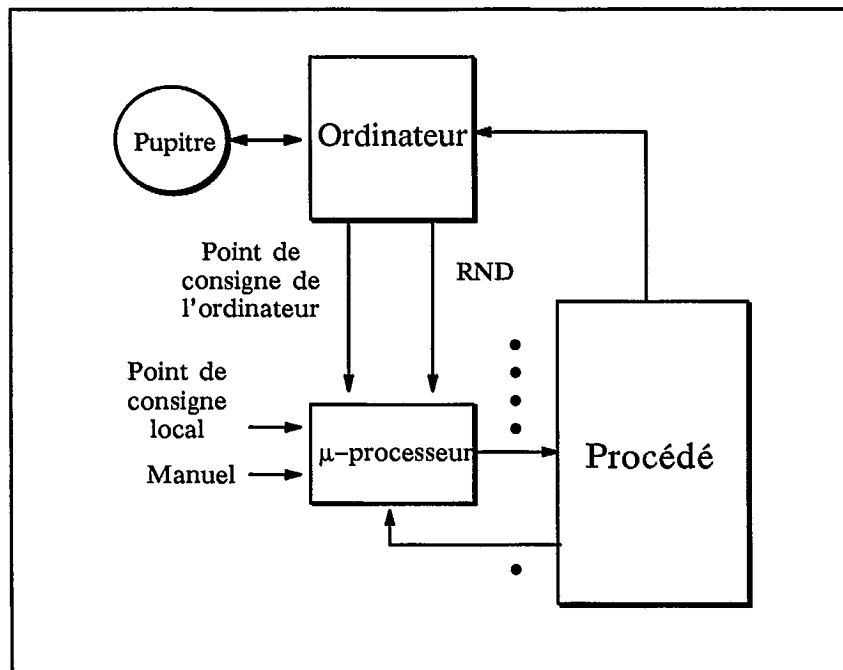 Pupitre
Ordinateur
Point de
consigne de
l'ordinateur
RND
Point de
consigne
local
Manuel
μ-processeur
Procédé